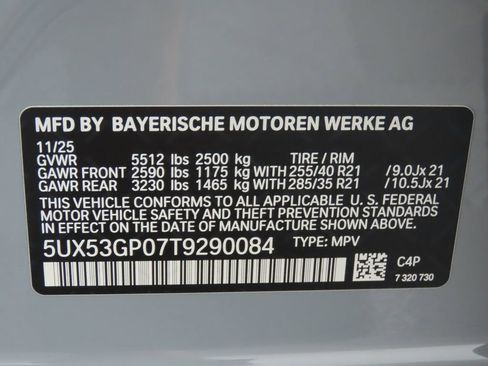 MFD BY BAYERISCHE MOTOREN WERKE AG
11/25
GVWR 5512 lbs 2500 kg TIRE / RIM
GAWR FRONT 2590 lbs 1175 kg WITH 255/40 R21 /9.0Jx 21
GAWR REAR 3230 lbs 1465 kg WITH 285/35 R21 /10.5Jx 21
THIS VEHICLE CONFORMS TO ALL APPLICABLE U. S. FEDERAL
MOTOR VEHICLE SAFETY AND THEFT PREVENTION STANDARDS
IN EFFECT ON THE DATE OF MANUFACTURE SHOWN ABOVE.
5UX53GP07T9290084 TYPE: MPV
C4P
7 320 730